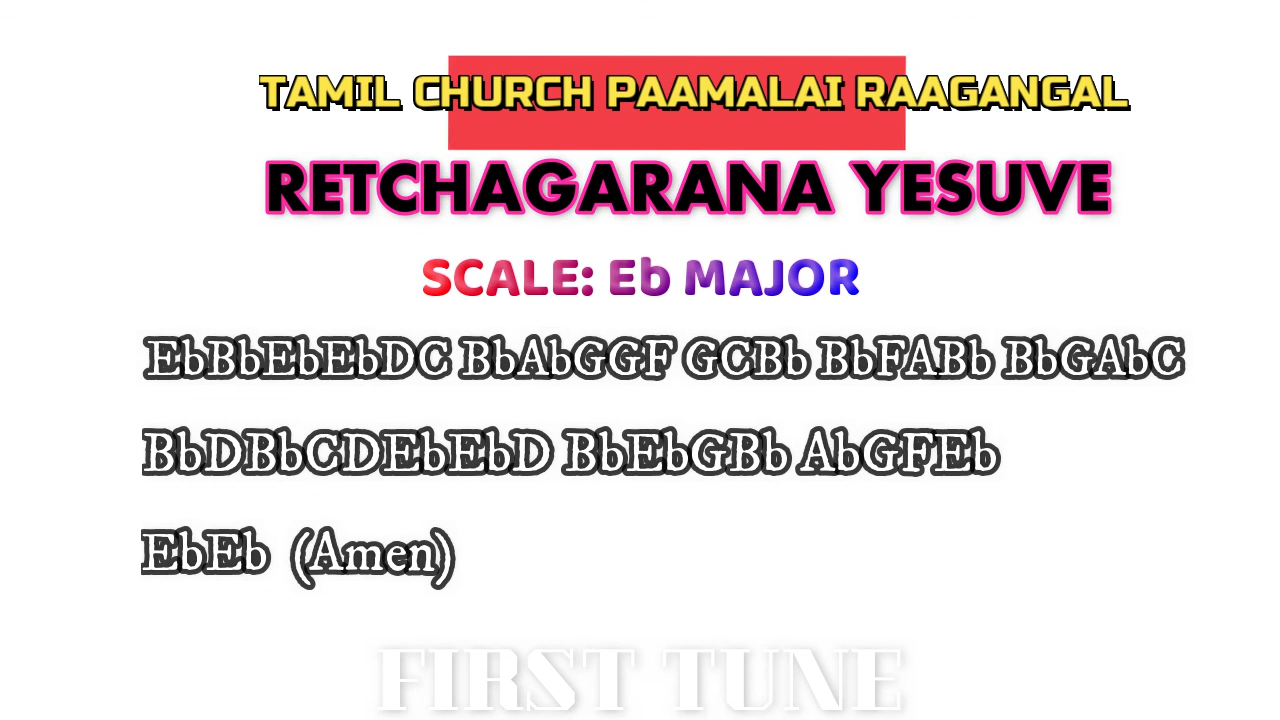 TAMIL CHURCH PAAMALAI RAAGANGAL
RETCHAGARANA YESUVE
SCALE: Eb MAJOR
EbBbEbEbDC BbAbGGF GCBb BbFABb BbGAbC
BbDBbCDEbEbD BbEbGBb AbGFEb
EbEb (Amen)
FIRST TUNE